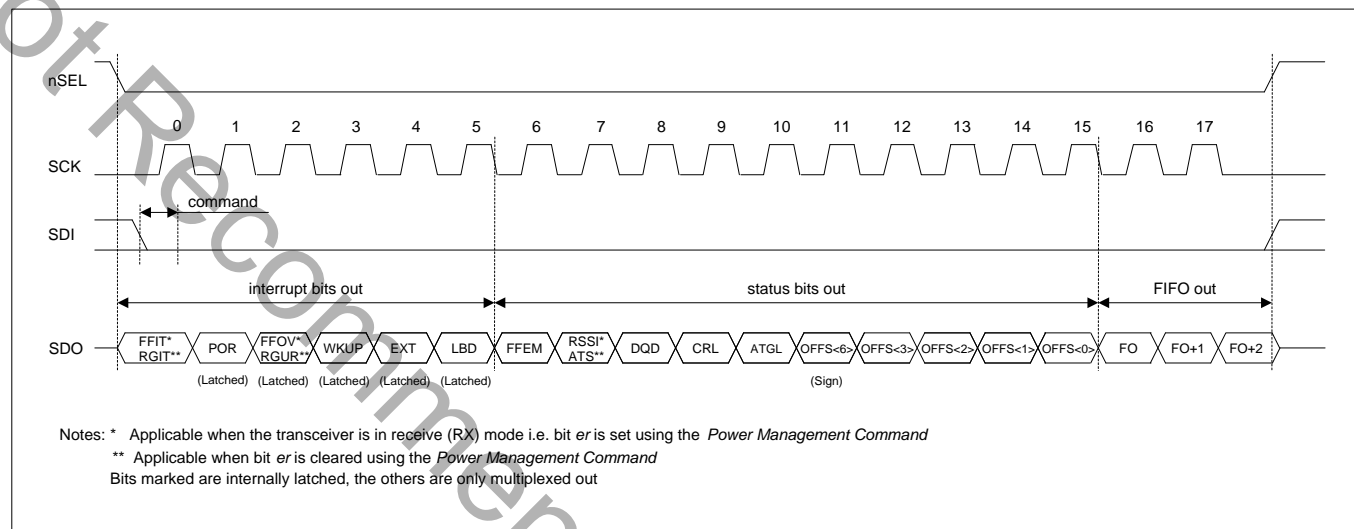 ot Recommen
nSEL
0 1 2 3 4 5 6 7 8 9 10 11 12 13 14 15 16 17
SCK
command
SDI
interrupt bits out status bits out FIFO out
SDO
FFIT* RGIT**
POR
FFOV* RGUR**
WKUP EXT LBD FFEM
RSSI* ATS**
DQD CRL ATGL OFFS<6> OFFS<3> OFFS<2> OFFS<1> OFFS<0> FO FO+1 FO+2
(Latched) (Latched) (Latched) (Latched) (Latched) (Sign)
Notes: * Applicable when the transceiver is in receive (RX) mode i.e. bit er is set using the Power Management Command
** Applicable when bit er is cleared using the Power Management Command
Bits marked are internally latched, the others are only multiplexed out